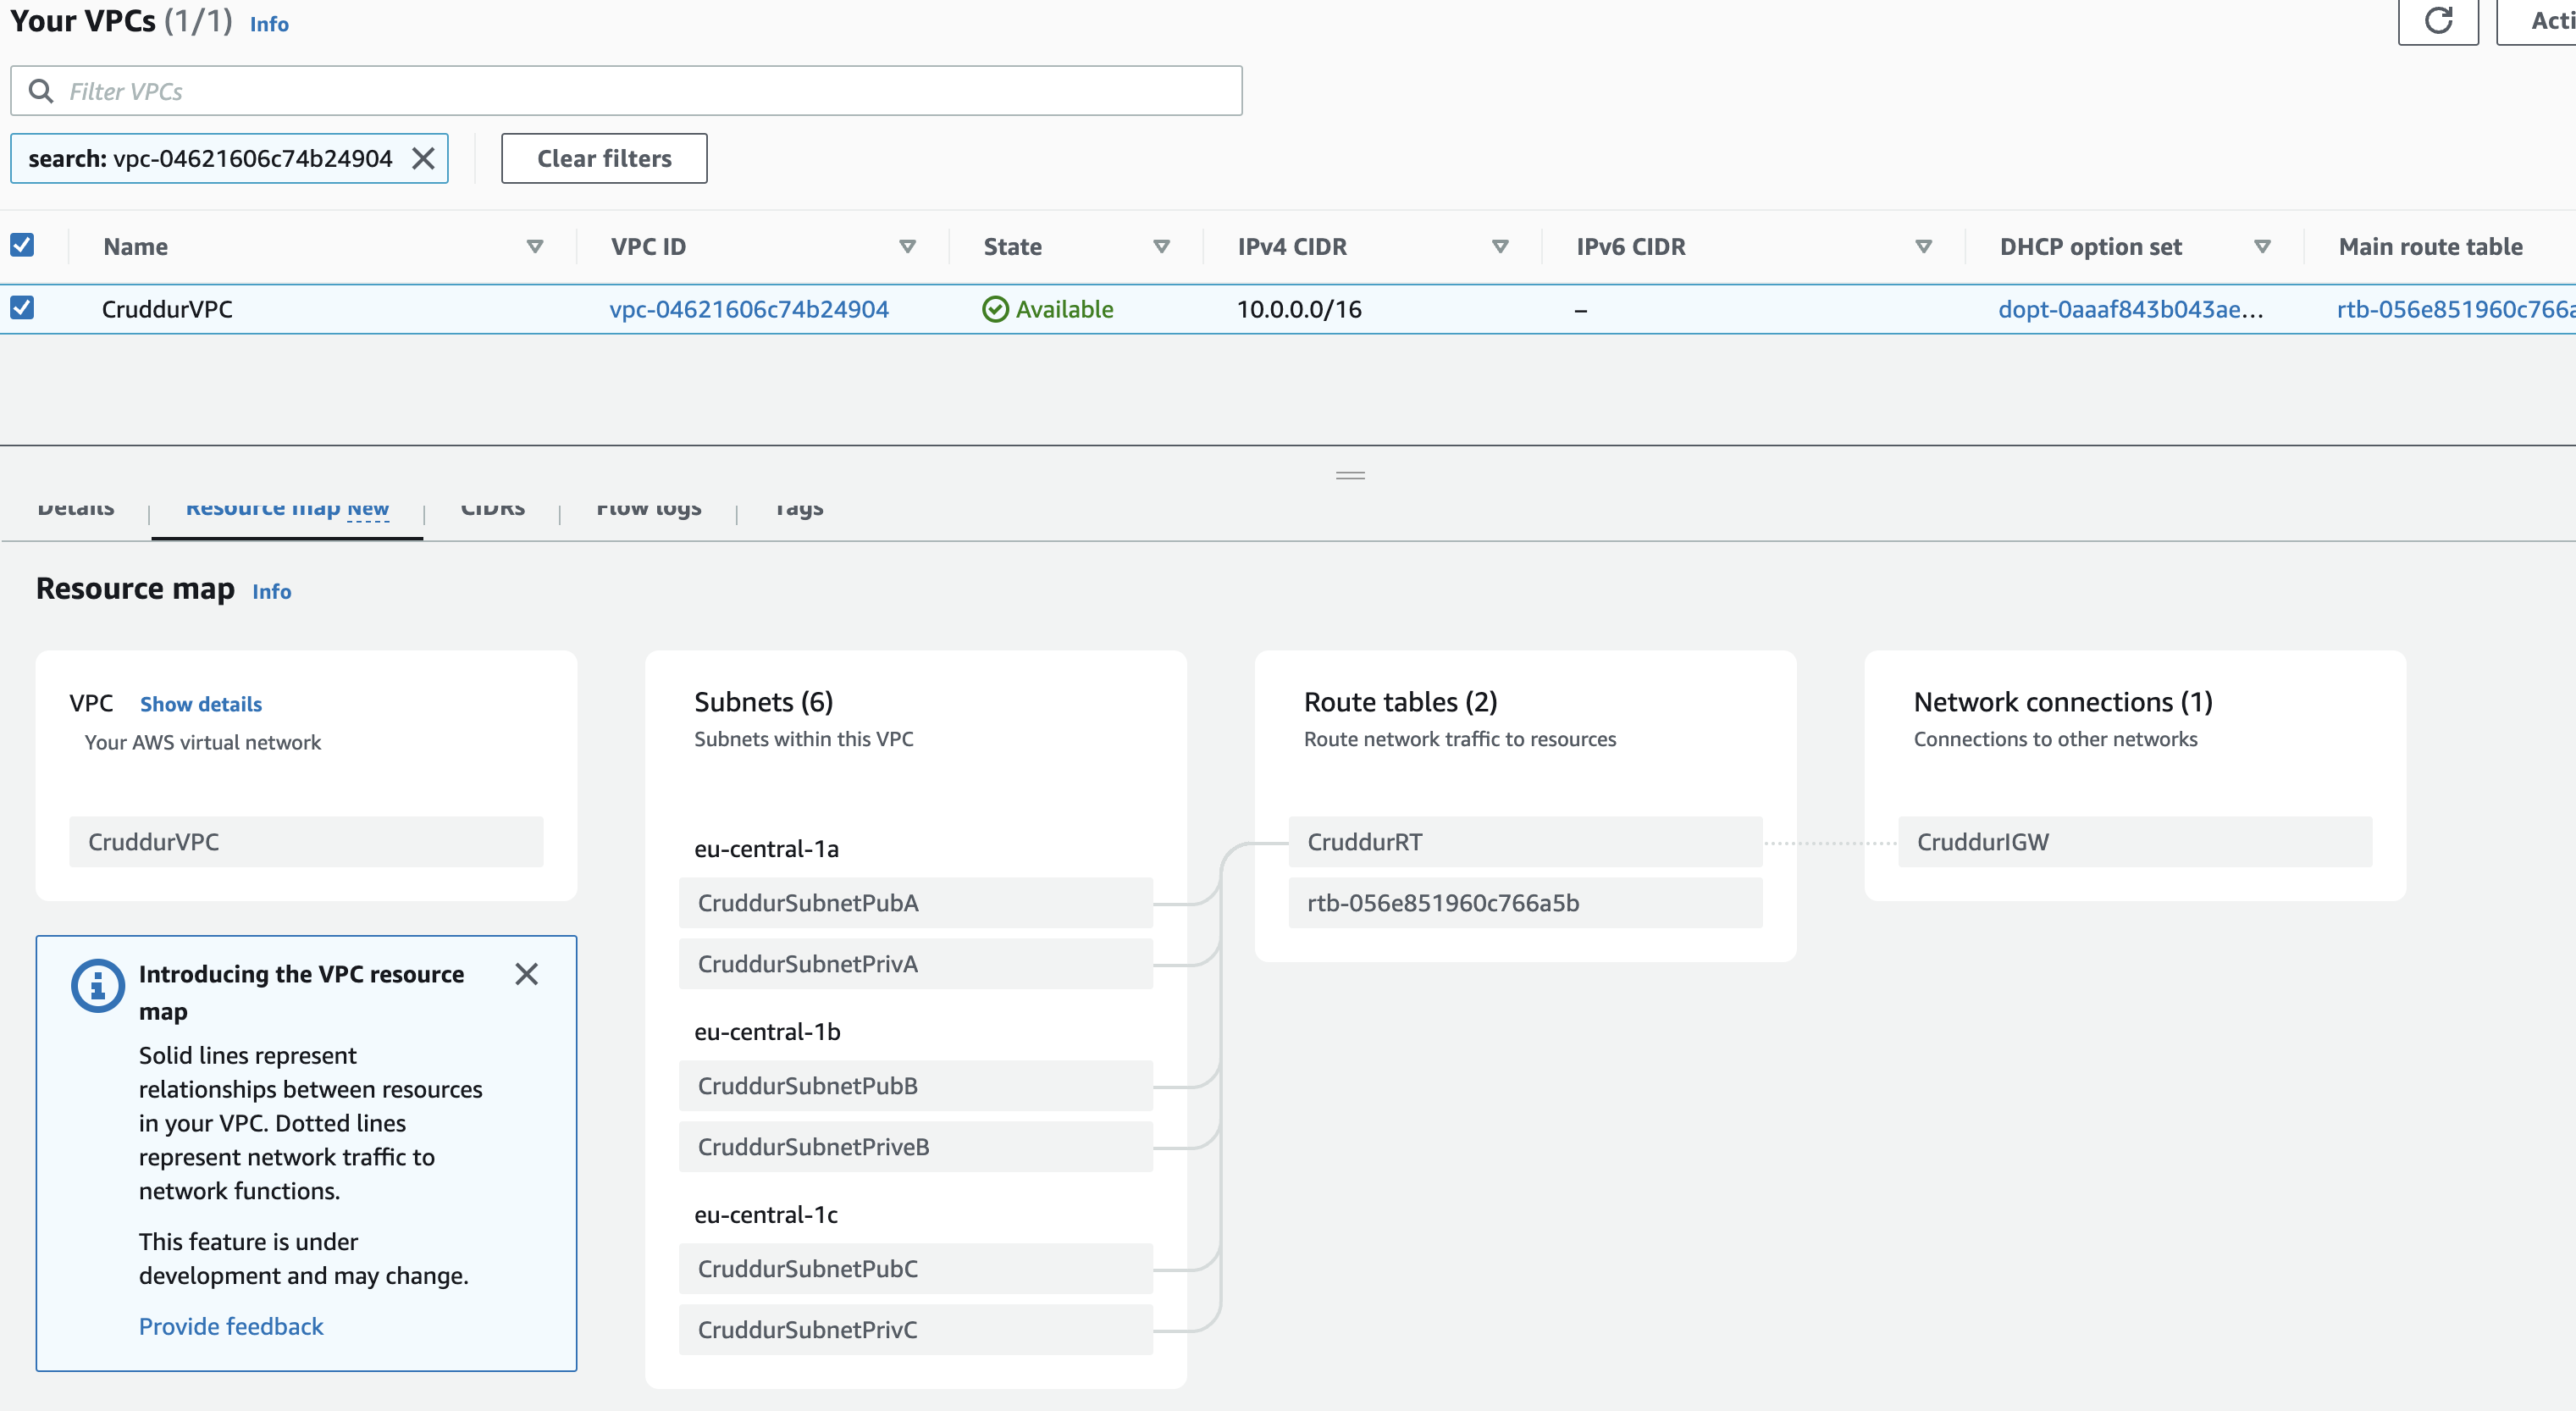 Your VPCs (1/1) Info
Filter VPCs
search: vpc-04621606c74b24904
Clear filters
Name VPC ID State IPv4 CIDR IPv6 CIDR DHCP option set Main route table
CruddurVPC vpc-04621606c74b24904 Available 10.0.0.0/16 – dopt-0aaaf843b043ae... rtb-056e851960c766a
Details Resource map New CIDRs Flow logs Tags
Resource map Info
VPC Show details
Your AWS virtual network
CruddurVPC
Introducing the VPC resource
map
Solid lines represent
relationships between resources
in your VPC. Dotted lines
represent network traffic to
network functions.
This feature is under
development and may change.
Provide feedback
Subnets (6)
Subnets within this VPC
eu-central-1a
CruddurSubnetPubA
CruddurSubnetPrivA
eu-central-1b
CruddurSubnetPubB
CruddurSubnetPriveB
eu-central-1c
CruddurSubnetPubC
CruddurSubnetPrivC
Route tables (2)
Route network traffic to resources
CruddurRT
rtb-056e851960c766a5b
Network connections (1)
Connections to other networks
CruddurIGW